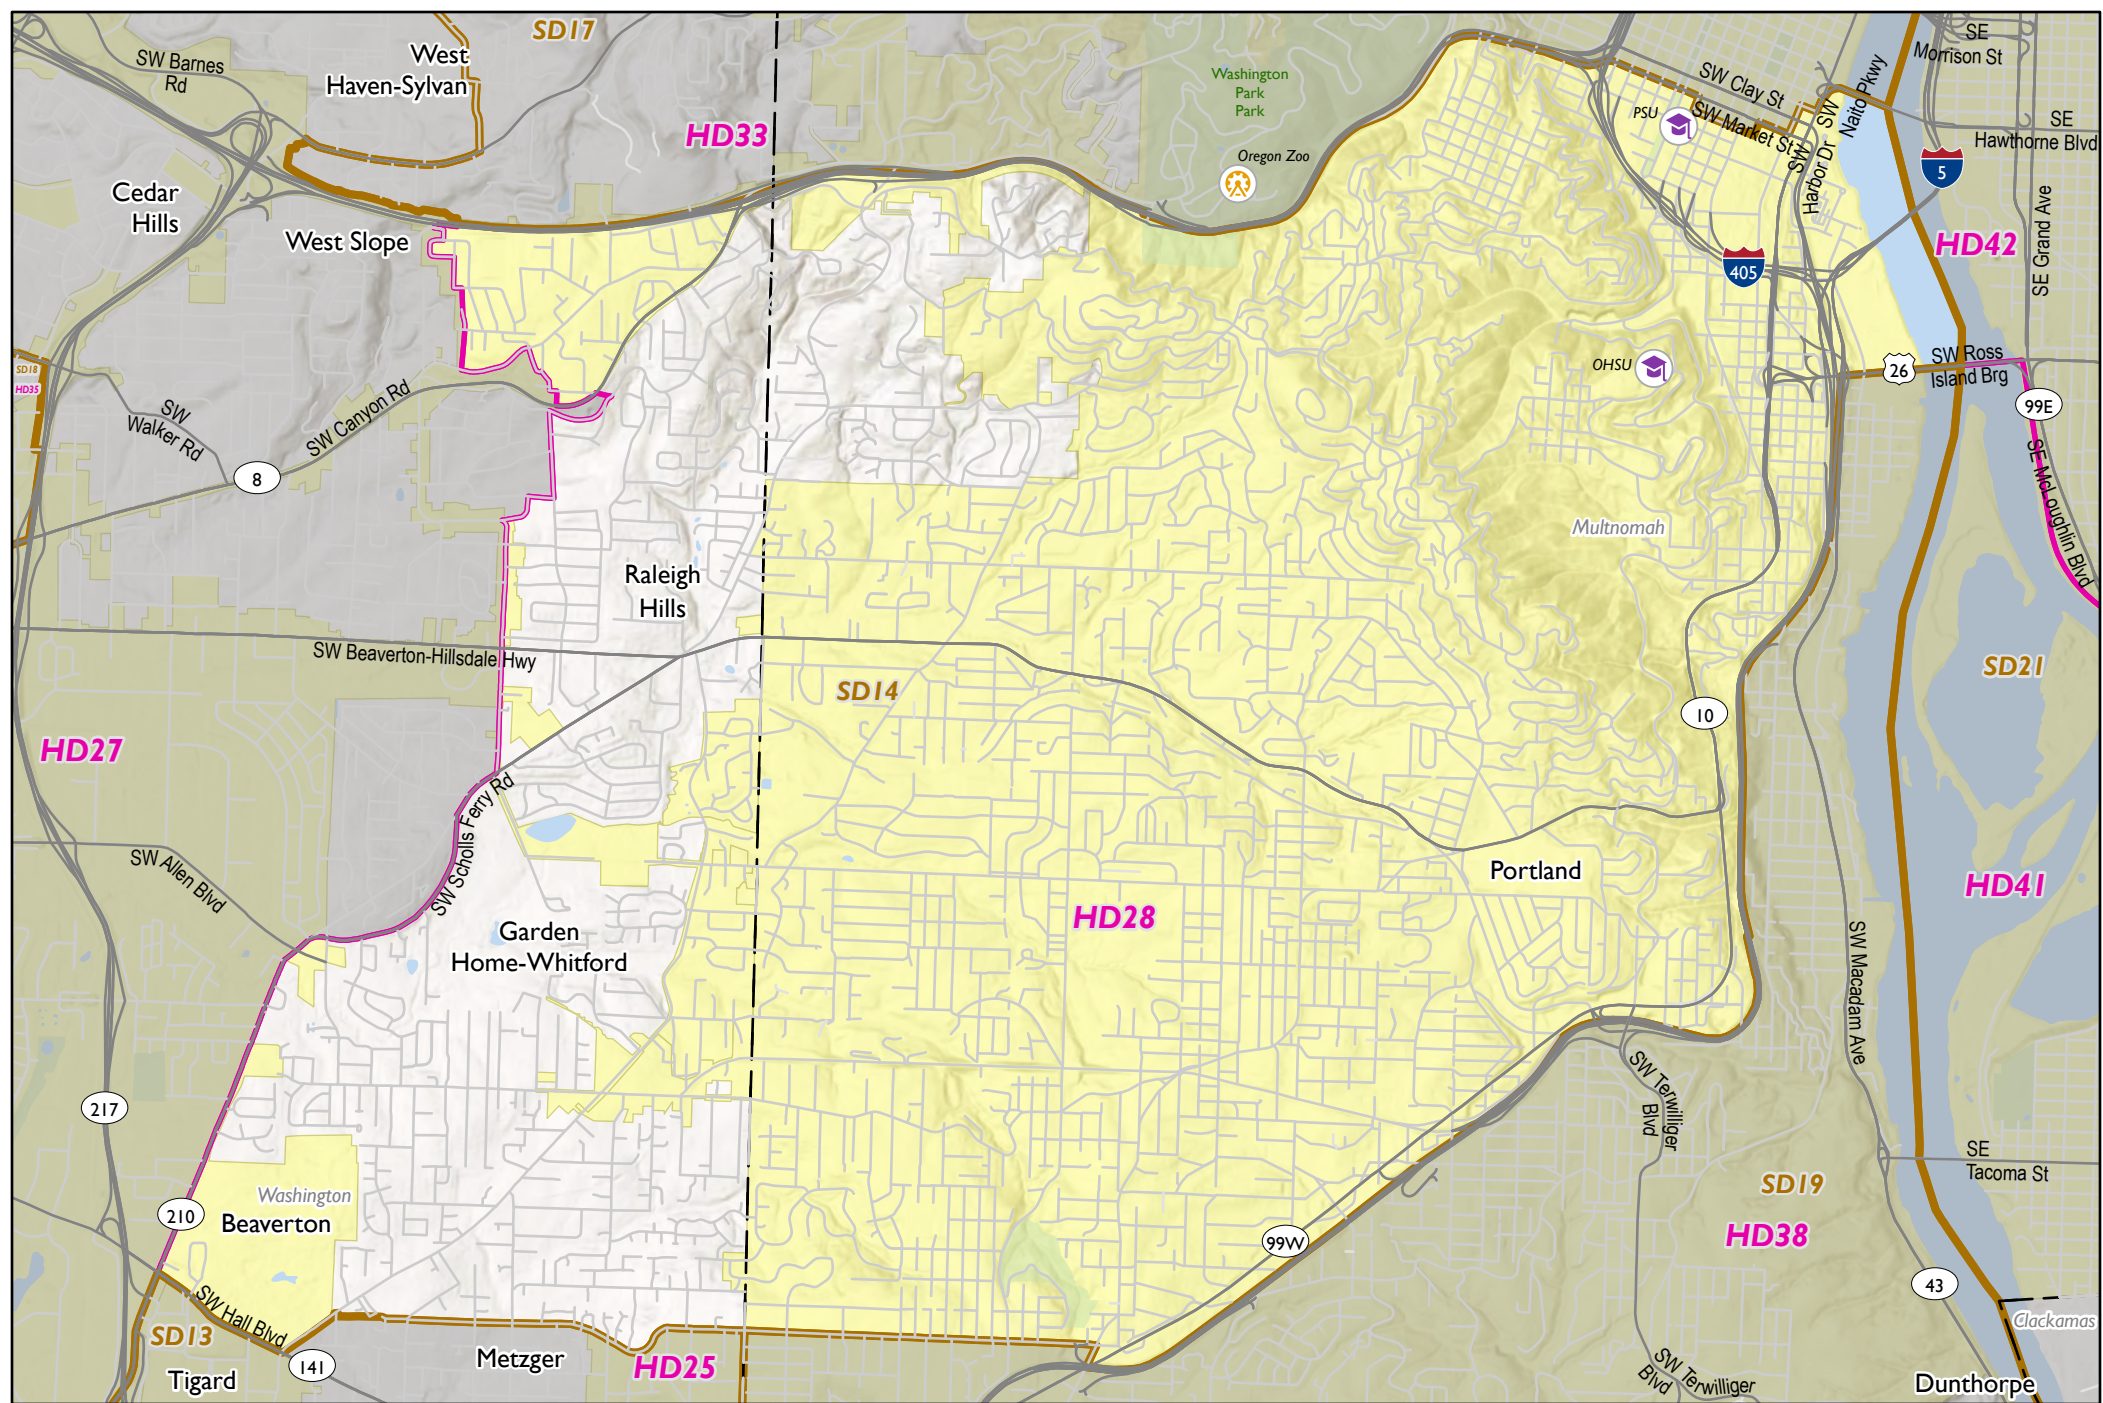 SD17
West
Haven-Sylvan
SW Barnes
Rd
HD33
Washington
Park
Park
Oregon Zoo
SW Clay St
PSU
SW Market St
SW
Harbor Dr
SW
Naito Pkwy
SE
Morrison St
SE
Hawthorne Blvd
5
SE Grand Ave
HD42
405
Cedar
Hills
West Slope
OHSU
26
SW Ross
Island Brg
99E
SE McLoughlin Blvd
SD18
HD35
SW
Walker Rd
SW Canyon Rd
8
Multnomah
Raleigh
Hills
SW Beaverton-Hillsdale Hwy
SD14
SD21
10
HD27
SW Scholls Ferry Rd
SW Allen Blvd
Portland
HD41
HD28
Garden
Home-Whitford
SW Macadam Ave
217
SW Terwilliger
Blvd
SE
Tacoma St
SD19
HD38
Washington
Beaverton
210
99W
43
SW Hall Blvd
SD13
141
Tigard
Metzger
HD25
Clackamas
SW Terwilliger
Blvd
Dunthorpe